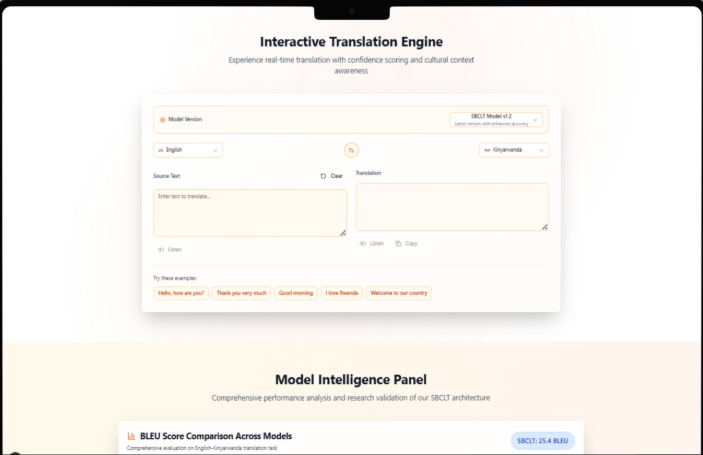 Interactive Translation Engine
Experience real-time translation with confidence scoring and cultural context
awareness
Model Version
SBCLT Model v1.2
Latest version with enhanced accuracy
English
Kinyarwanda
Source Text
Clear
Translation
Enter text to translate...
Listen
Listen
Copy
Try these examples:
Hello, how are you?
Thank you very much
Good morning
I love Rwanda
Welcome to our country
Model Intelligence Panel
Comprehensive performance analysis and research validation of our SBCLT architecture
BLEU Score Comparison Across Models
SBCLT: 25.4 BLEU
Comprehensive evaluation on English-Kinyarwanda translation task